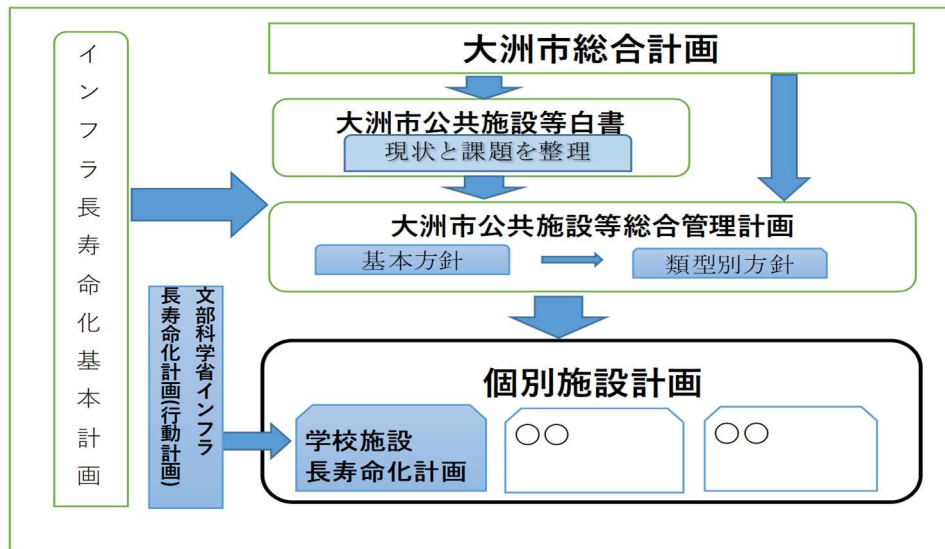 インフラ長寿命化基本計画
大洲市総合計画
大洲市公共施設等白書
現状と課題を整理
大洲市公共施設等総合管理計画
基本方針
類型別方針
文部科学省インフラ
長寿命化計画(行動計画)
個別施設計画
学校施設
長寿命化計画
○○
○○